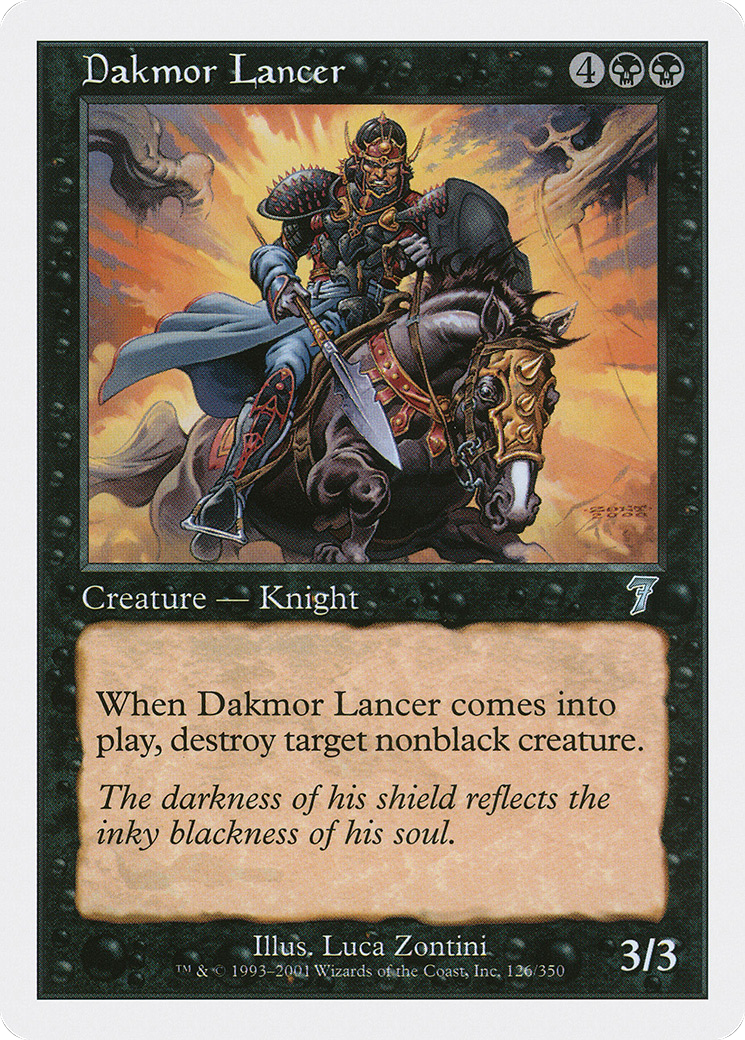 Dakmor Lancer 4
Creature — Knight 7
When Dakmor Lancer comes into
play, destroy target nonblack creature.
The darkness of his shield reflects the
inky blackness of his soul.
Illus. Luca Zontini
3/3
™ & © 1993–2001 Wizards of the Coast, Inc. 126/350